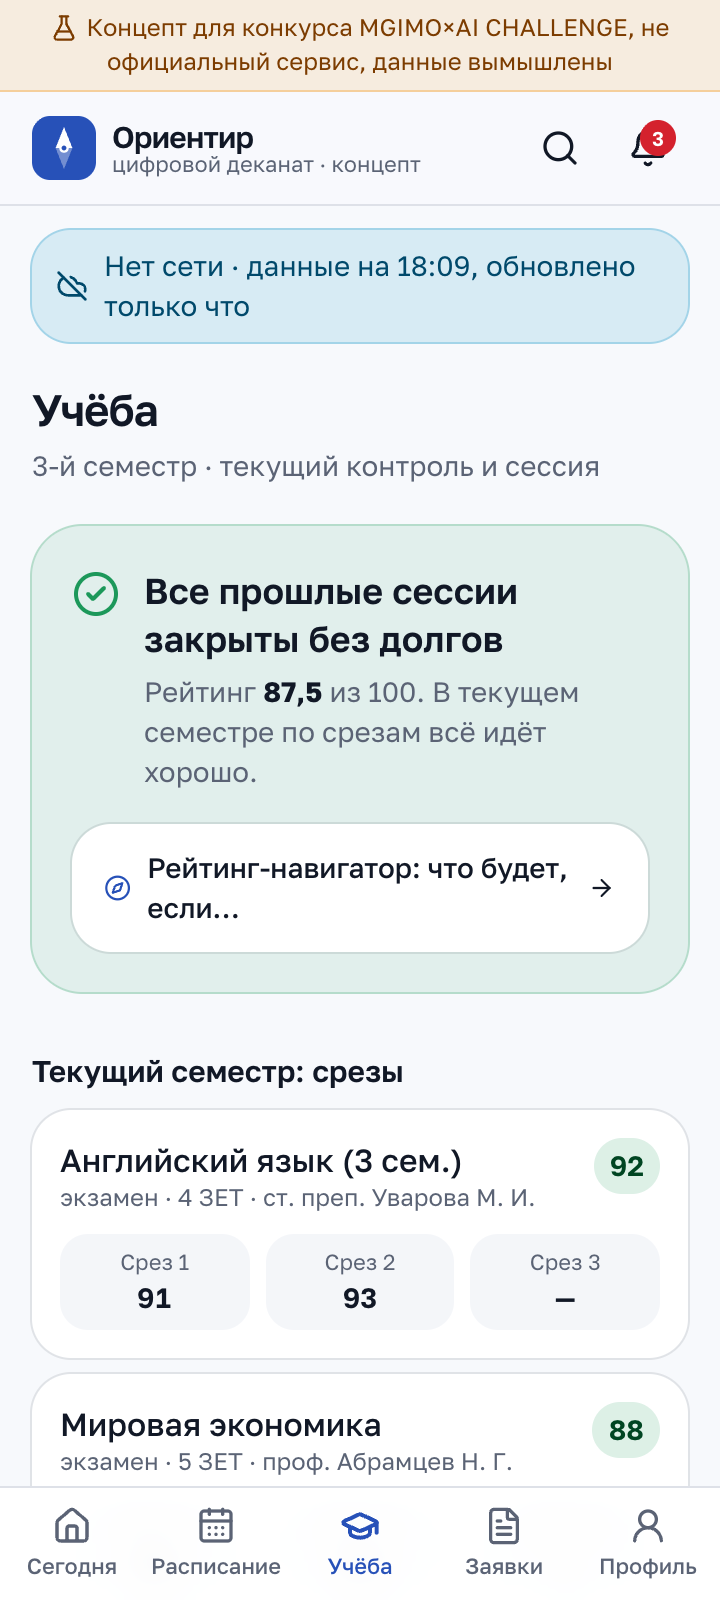 Концепт для конкурса MGIMO×AI CHALLENGE, не
официальный сервис, данные вымышлены
Ориентир
цифровой деканат · концепт
3
Нет сети · данные на 18:09, обновлено
только что
Учёба
3-й семестр · текущий контроль и сессия
Все прошлые сессии
закрыты без долгов
Рейтинг 87,5 из 100. В текущем
семестре по срезам всё идёт
хорошо.
Рейтинг-навигатор: что будет,
если...
Текущий семестр: срезы
Английский язык (3 сем.)
92
экзамен · 4 ЗЕТ · ст. преп. Уварова М. И.
Срез 1
Срез 2
Срез 3
91
93
—
Мировая экономика
88
экзамен · 5 ЗЕТ · проф. Абрамцев Н. Г.
Сегодня
Расписание
Учёба
Заявки
Профиль